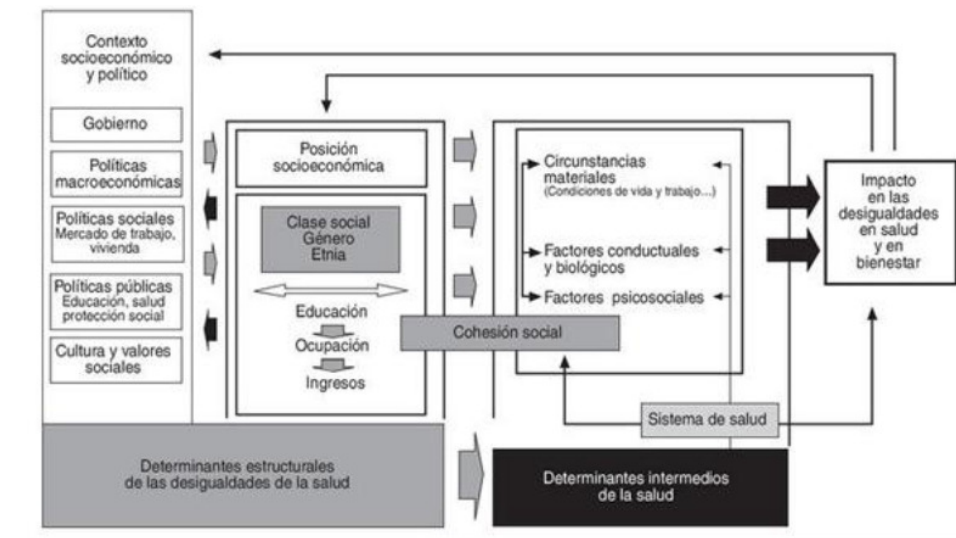 Contexto
socioeconómico
y político
Gobierno
Políticas
macroeconómicas
Políticas sociales
Mercado de trabajo,
vivienda
Políticas públicas
Educación, salud
protección social
Cultura y valores
sociales
Posición
socioeconómica
Clase social
Género
Etnia
Educación
Ocupación
Ingresos
Cohesión social
Circunstancias
materiales
(Condiciones de vida y trabajo...)
Factores conductuales
y biológicos
Factores psicosociales
Sistema de salud
Impacto
en las
desigualdades
en salud
y en
bienestar
Determinantes estructurales
de las desigualdades de la salud
Determinantes intermedios
de la salud